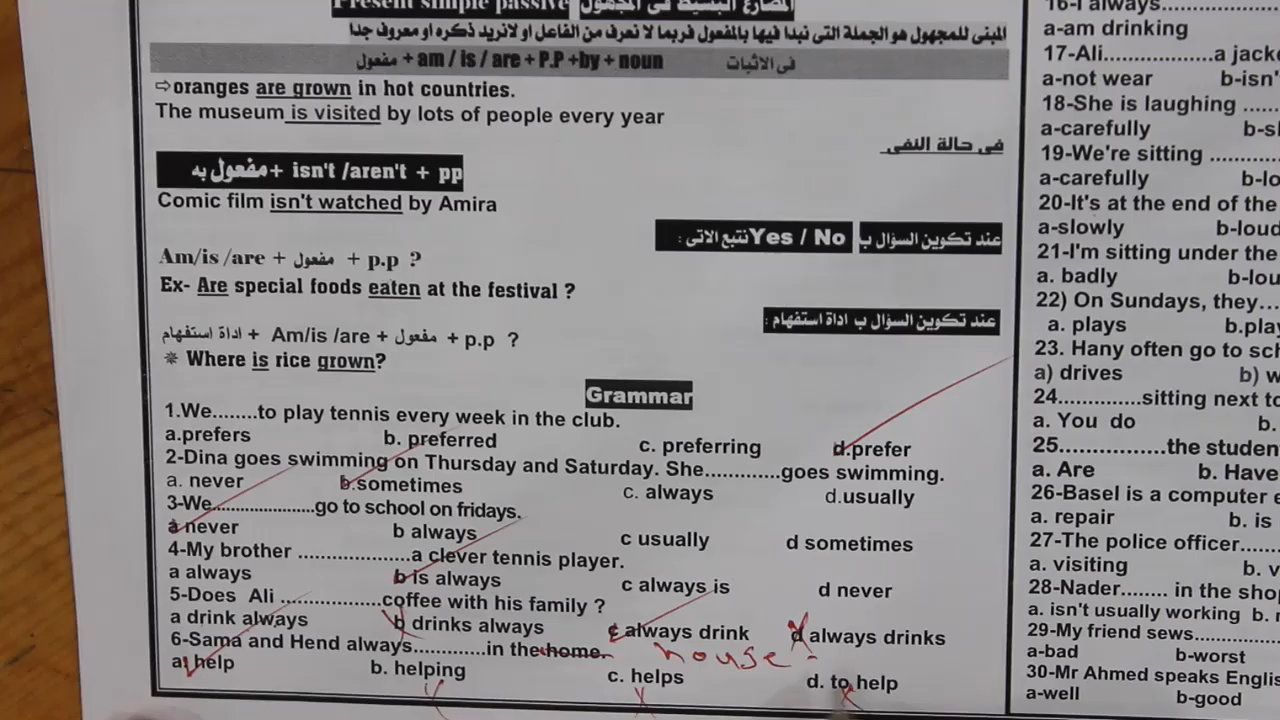 Present simple passive المضارع البسيط فى المجهول
المبنى للمجهول هو الجملة التى نبدا فيها بالمفعول فربما لا نعرف من الفاعل او لانريد ذكره او معروف جدا
فى الاثبات مفعول + am / is / are + P.P +by + noun
⇨oranges are grown in hot countries.
The museum is visited by lots of people every year
فى حالة النفى
مفعول به + isn't /aren't + pp
Comic film isn't watched by Amira
عند تكوين السؤال ب Yes / No نتبع الاتى :
Am/is /are + مفعول + p.p ?
Ex- Are special foods eaten at the festival ?
عند تكوين السؤال ب اداة استفهام :
اداة استفهام + Am/is /are + مفعول + p.p ?
✵ Where is rice grown?
Grammar
1.We........to play tennis every week in the club.
a.prefers b. preferred c. preferring d.prefer
2-Dina goes swimming on Thursday and Saturday. She............goes swimming.
a. never b.sometimes c. always d.usually
3-We......................go to school on fridays.
a never b always c usually d sometimes
4-My brother .........................a clever tennis player.
a always b is always c always is d never
5-Does Ali ......................coffee with his family ?
a drink always b drinks always c always drink d always drinks
6-Sama and Hend always.............in the home. house
a. help b. helping c. helps d. to help
16-I always
a-am drinking
17-Ali...................a jack
a-not wear b-isn'
18-She is laughing ......
a-carefully
19-We're sitting ............
a-carefully
20-It's at the end of the
a-slowly b-loud
21-I'm sitting under the
a. badly b-lou
22) On Sundays, they...
a. plays b.play
23. Hany often go to sch
a) drives b)
24..............sitting next to
a. You do b.
25..................the studen
a. Are b. Have
26-Basel is a computer
a. repair b. is
27-The police officer.......
a. visiting b.
28-Nader........ in the shop
a. isn't usually working b.
29-My friend sews............
a-bad b-worst
30-Mr Ahmed speaks Englis
a-well b-good